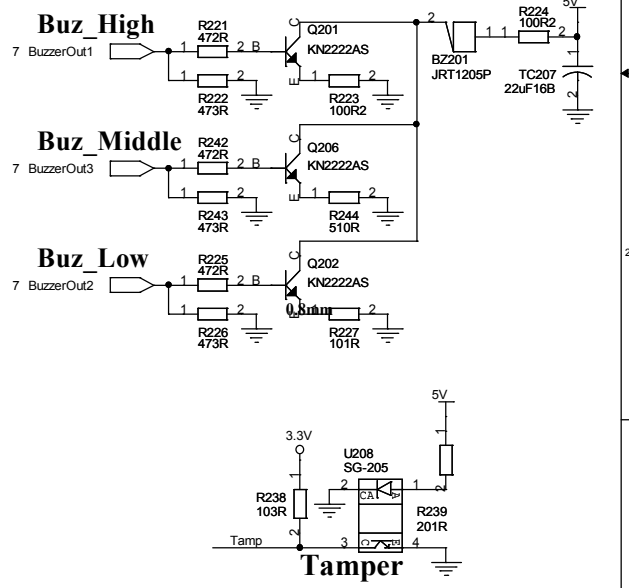 Buz_High
7 BuzzerOut1
R221
472R
1 2 B
C
Q201
KN2222AS
E
1 2
R222
473R
1 2
R223
100R2
2
BZ201
JRT1205P
1 1 2
R224
100R2
5V
1
TC207
22uF16B
2
Buz_Middle
7 BuzzerOut3
R242
472R
1 2 B
C
Q206
KN2222AS
E
1 2
R243
473R
1 2
R244
510R
Buz_Low
7 BuzzerOut2
R225
472R
1 2 B
C
Q202
KN2222AS
E
0.8mm
1 2
R226
473R
1 2
R227
101R
2
5V
1
2
3.3V
1
R238
103R
2
U208
SG-205
2 CA A 1
R239
201R
Tamp
3 C E 4
Tamper